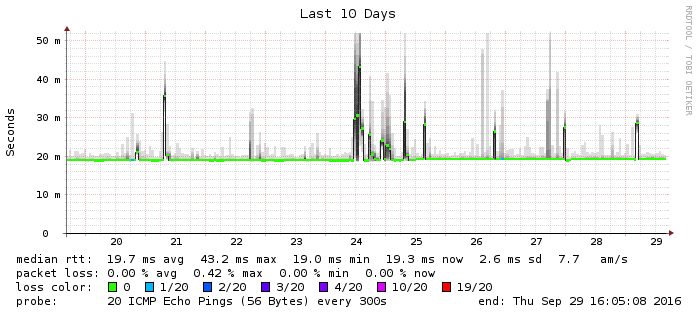 Last 10 Days
RRDTOOL / TOBI OETIKER
Seconds
50 m
40 m
30 m
20 m
10 m
0
20 21 22 23 24 25 26 27 28 29
median rtt: 19.7 ms avg 43.2 ms max 19.0 ms min 19.3 ms now 2.6 ms sd 7.7 am/s
packet loss: 0.00 % avg 0.42 % max 0.00 % min 0.00 % now
loss color: 0 1/20 2/20 3/20 4/20 10/20 19/20
probe: 20 ICMP Echo Pings (56 Bytes) every 300s end: Thu Sep 29 16:05:08 2016